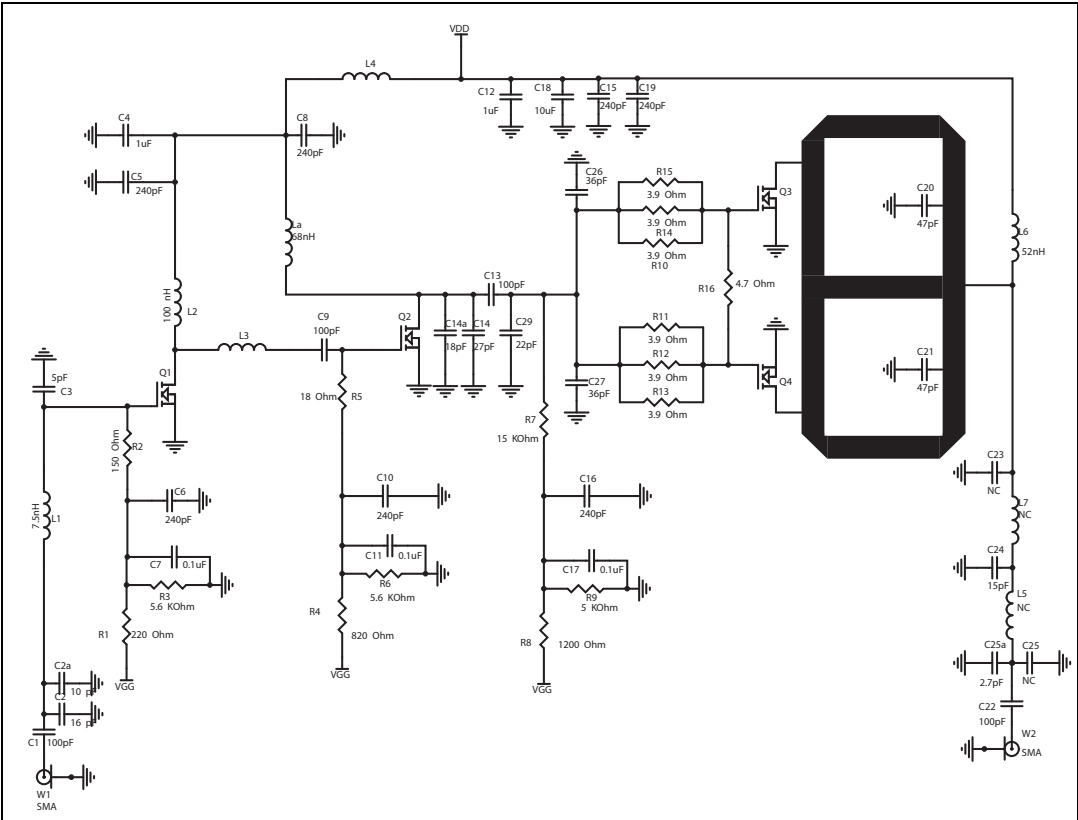 VDD
L4
C12
1uF
C18
10uF
C15
240pF
C19
240pF
C4
1uF
C8
240pF
C5
240pF
C26
36pF
R15
3.9 Ohm
3.9 Ohm
R14
3.9 Ohm
R10
Q3
C20
47pF
L6
52nH
La
68nH
C13
100pF
R16
4.7 Ohm
100 nH
L2
L3
C9
100pF
Q2
C14a
18pF
C14
27pF
C29
22pF
R11
3.9 Ohm
R12
3.9 Ohm
R13
3.9 Ohm
C27
36pF
Q4
C21
47pF
5pF
C3
Q1
18 Ohm
R5
R7
15 KOhm
150 Ohm
R2
C23
NC
7.5nH
L1
C6
240pF
C10
240pF
C16
240pF
L7
NC
C7
0.1uF
R3
5.6 KOhm
C11
0.1uF
R6
5.6 KOhm
C17
0.1uF
R9
5 KOhm
C24
15pF
L5
NC
R1
220 Ohm
R4
820 Ohm
R8
1200 Ohm
C25a
2.7pF
C25
NC
VGG
VGG
VGG
C2a
10 pF
C2
16 pF
C1
100pF
C22
100pF
W2
SMA
W1
SMA